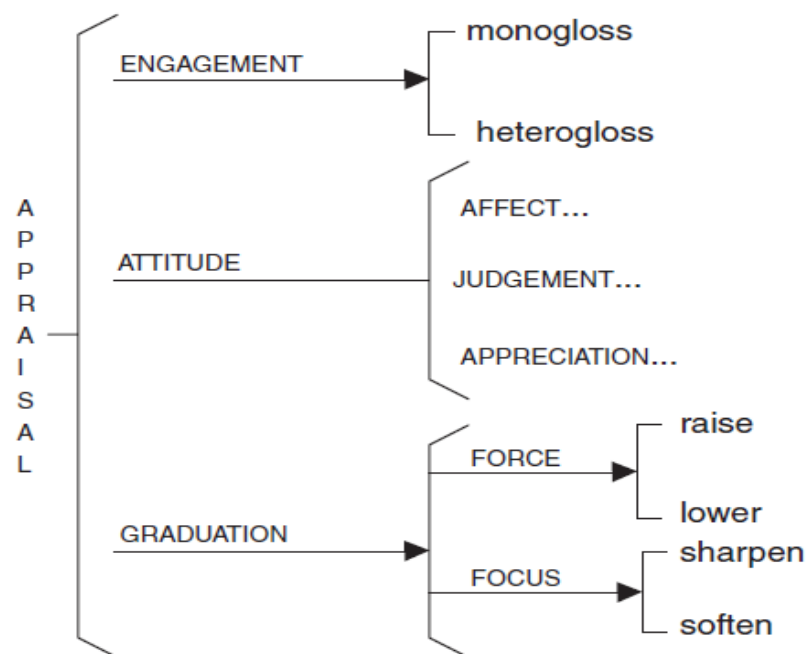 APPRAISAL
ENGAGEMENT
monogloss
heterogloss
ATTITUDE
AFFECT...
JUDGEMENT...
APPRECIATION...
GRADUATION
FORCE
raise
lower
FOCUS
sharpen
soften